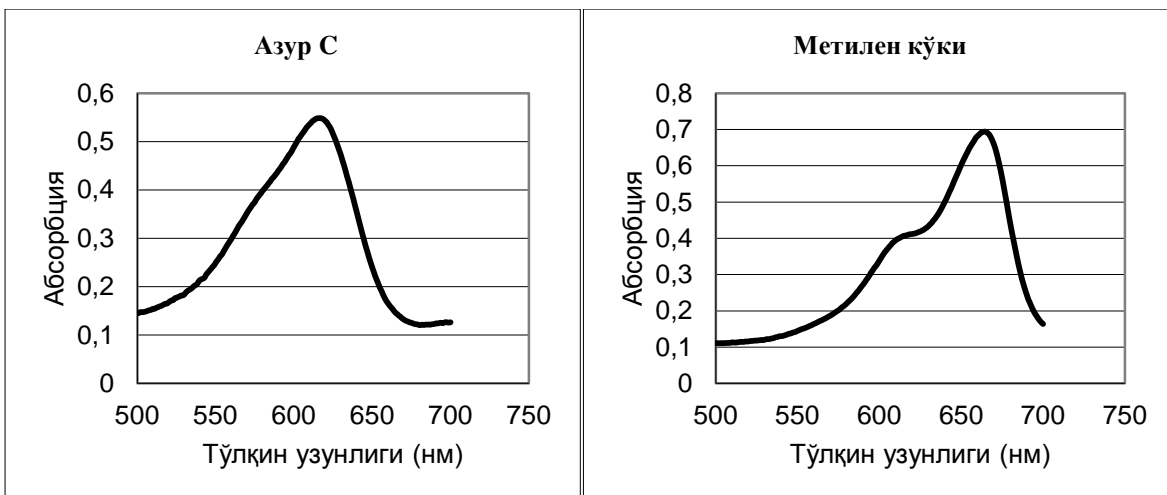 Азур С
0,6
0,5
0,4
0,3
0,2
0,1
0
Абсорбция
500 550 600 650 700 750
Тўлқин узунлиги (нм)
Метилен кўки
0,8
0,7
0,6
0,5
0,4
0,3
0,2
0,1
0
Абсорбция
500 550 600 650 700 750
Тўлқин узунлиги (нм)